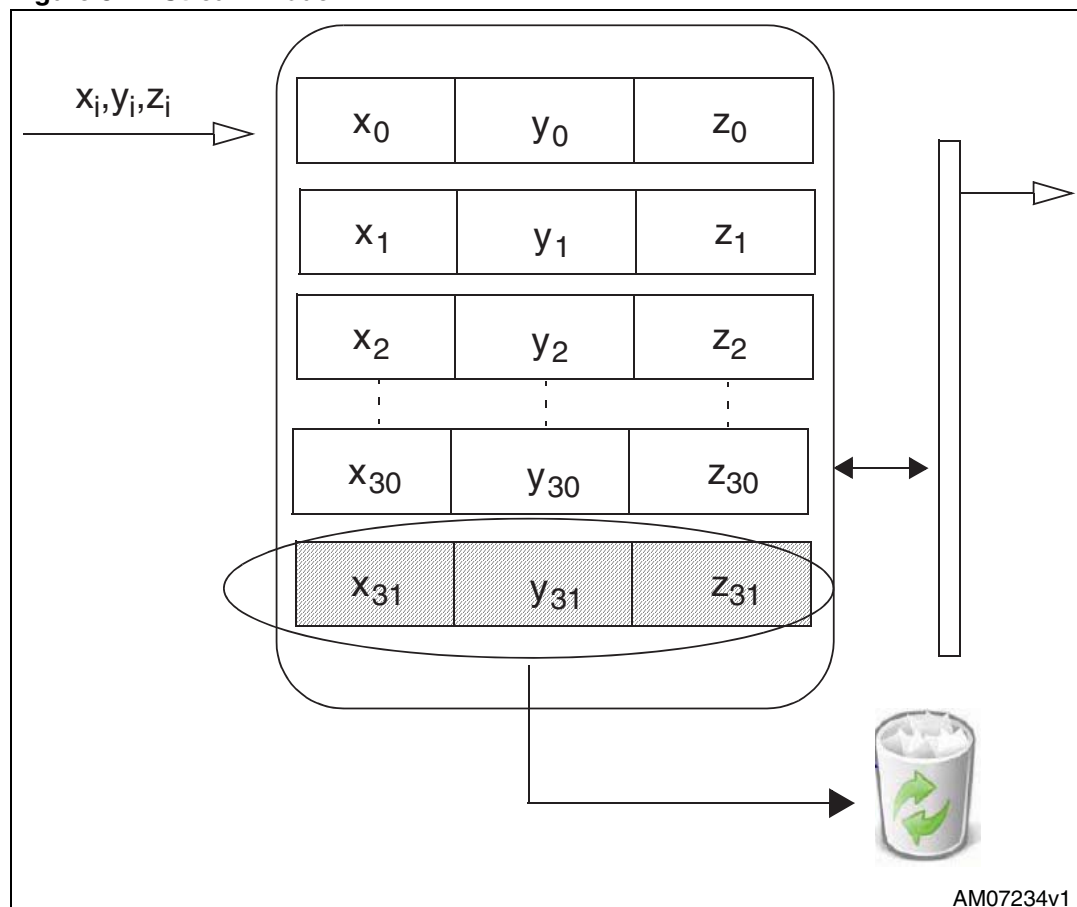 xᵢ,yᵢ,zᵢ
x₀ y₀ z₀
x₁ y₁ z₁
x₂ y₂ z₂
x₃₀ y₃₀ z₃₀
x₃₁ y₃₁ z₃₁
AM07234v1